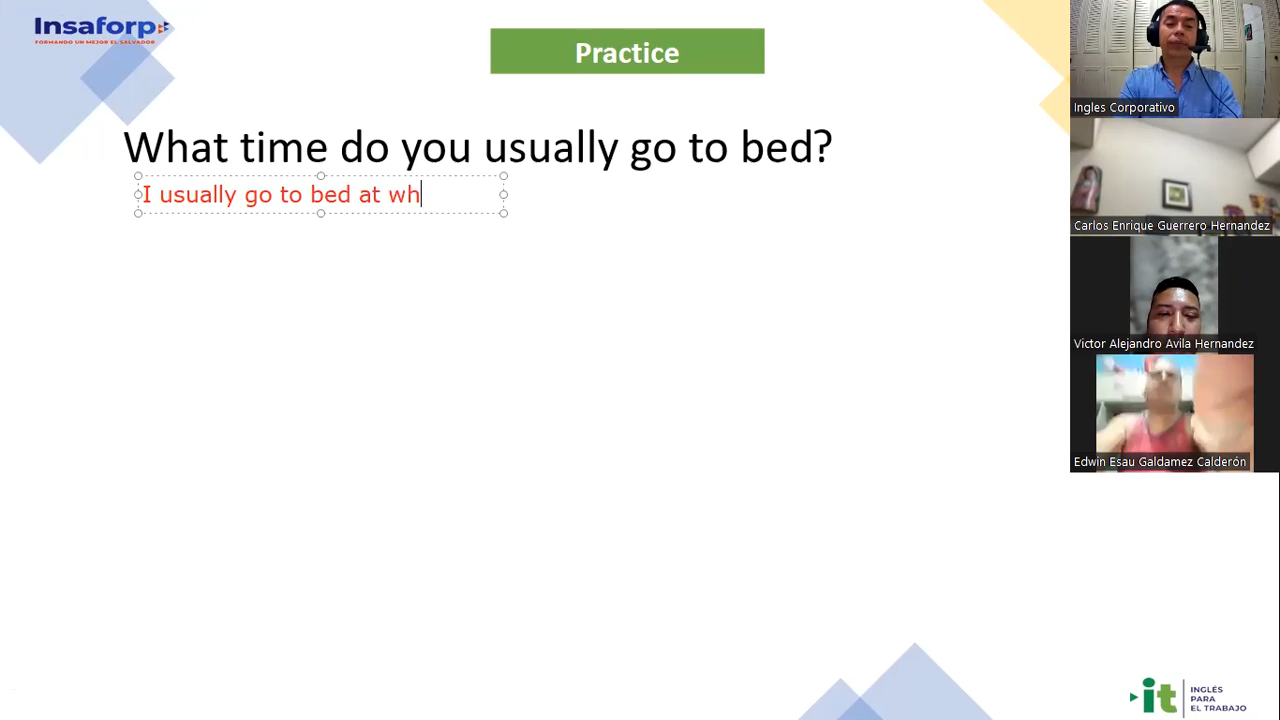 Insaforp
FORMANDO UN MEJOR EL SALVADOR
Practice
What time do you usually go to bed?
I usually go to bed at wh
Ingles Corporativo
Carlos Enrique Guerrero Hernandez
Victor Alejandro Avila Hernandez
Edwin Esau Galdamez Calderón
it
INGLÉS
PARA
EL TRABAJO